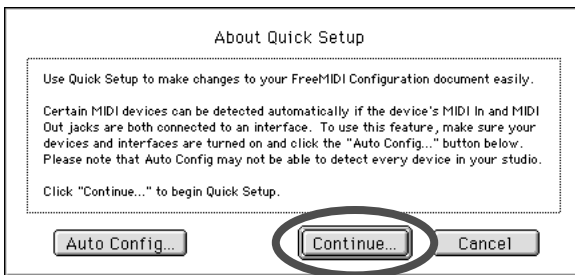 About Quick Setup
Use Quick Setup to make changes to your FreeMIDI Configuration document easily.
Certain MIDI devices can be detected automatically if the device's MIDI In and MIDI
Out jacks are both connected to an interface. To use this feature, make sure your
devices and interfaces are turned on and click the "Auto Config..." button below.
Please note that Auto Config may not be able to detect every device in your studio.
Click "Continue..." to begin Quick Setup.
Auto Config... Continue... Cancel